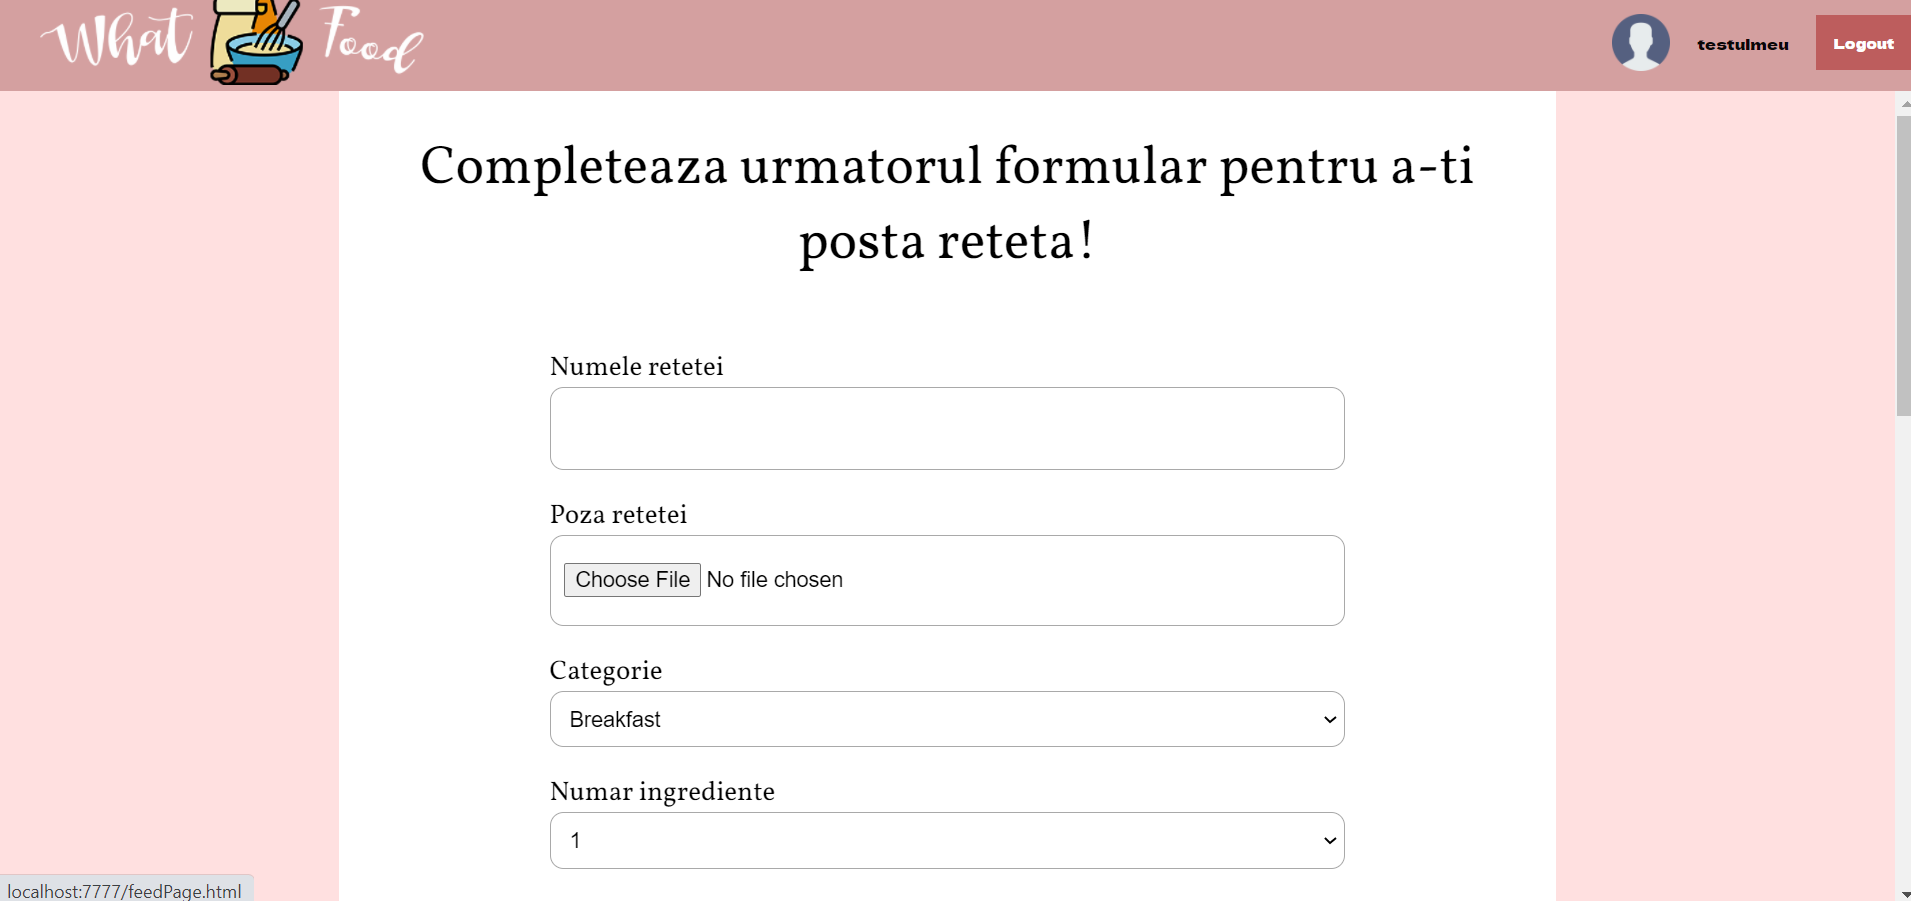 What Food
testulmeu
Logout
Completeaza urmatorul formular pentru a-ti
posta reteta!
Numele retetei
Poza retetei
Choose File No file chosen
Categorie
Breakfast
Numar ingrediente
1
localhost:7777/feedPage.html